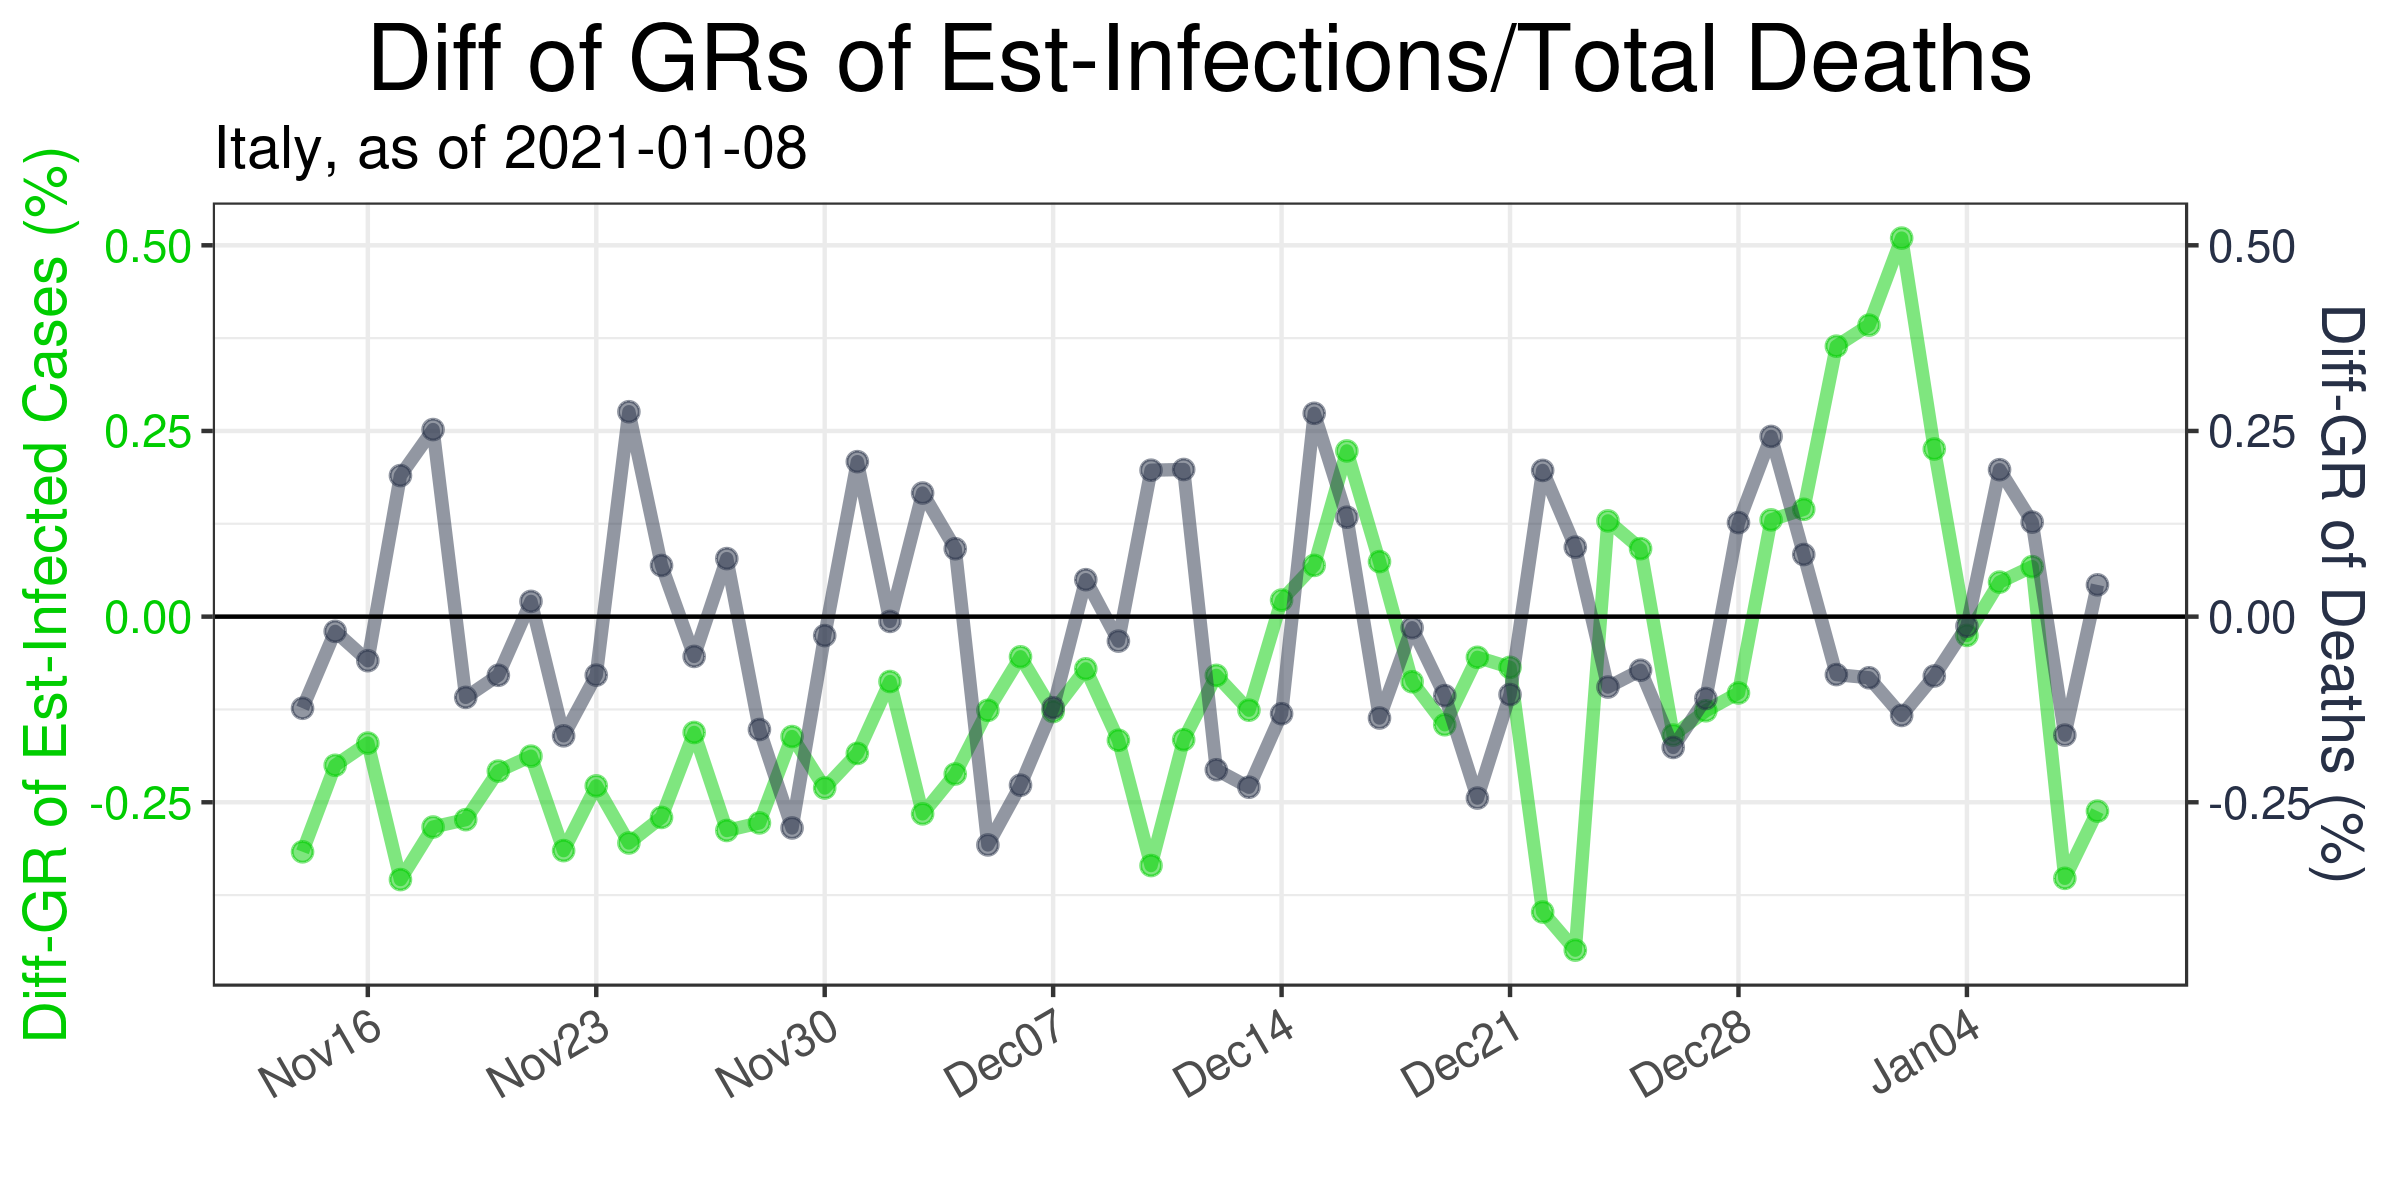 Diff of GRs of Est-Infections/Total Deaths
Italy, as of 2021-01-08
Diff-GR of Est-Infected Cases (%)
0.50
0.25
0.00
-0.25
0.50
0.25
0.00
-0.25
Diff-GR of Deaths (%)
Nov16
Nov23
Nov30
Dec07
Dec14
Dec21
Dec28
Jan04